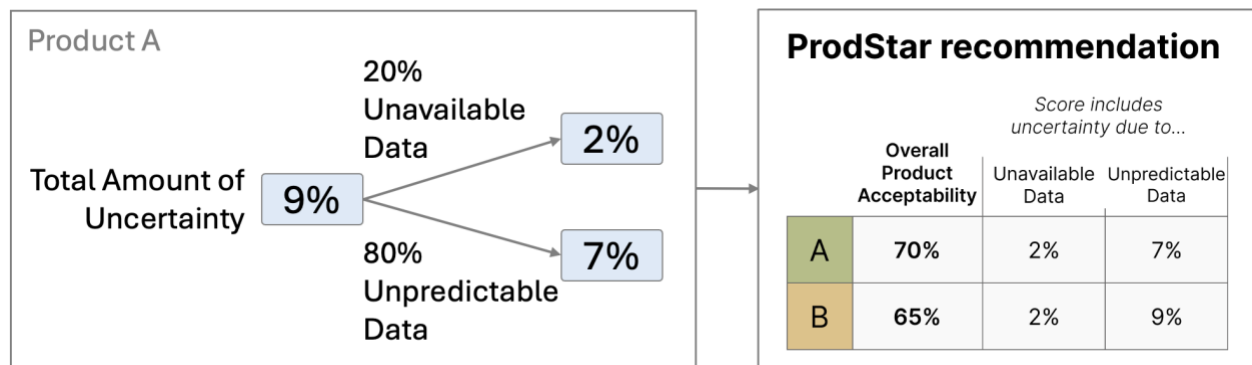 Product A
20%
Unavailable
Data
2%
Total Amount of
Uncertainty
9%
80%
Unpredictable
Data
7%
ProdStar recommendation
Score includes
uncertainty due to...
Overall
Product
Acceptability
Unavailable
Data
Unpredictable
Data
A 70% 2% 7%
B 65% 2% 9%